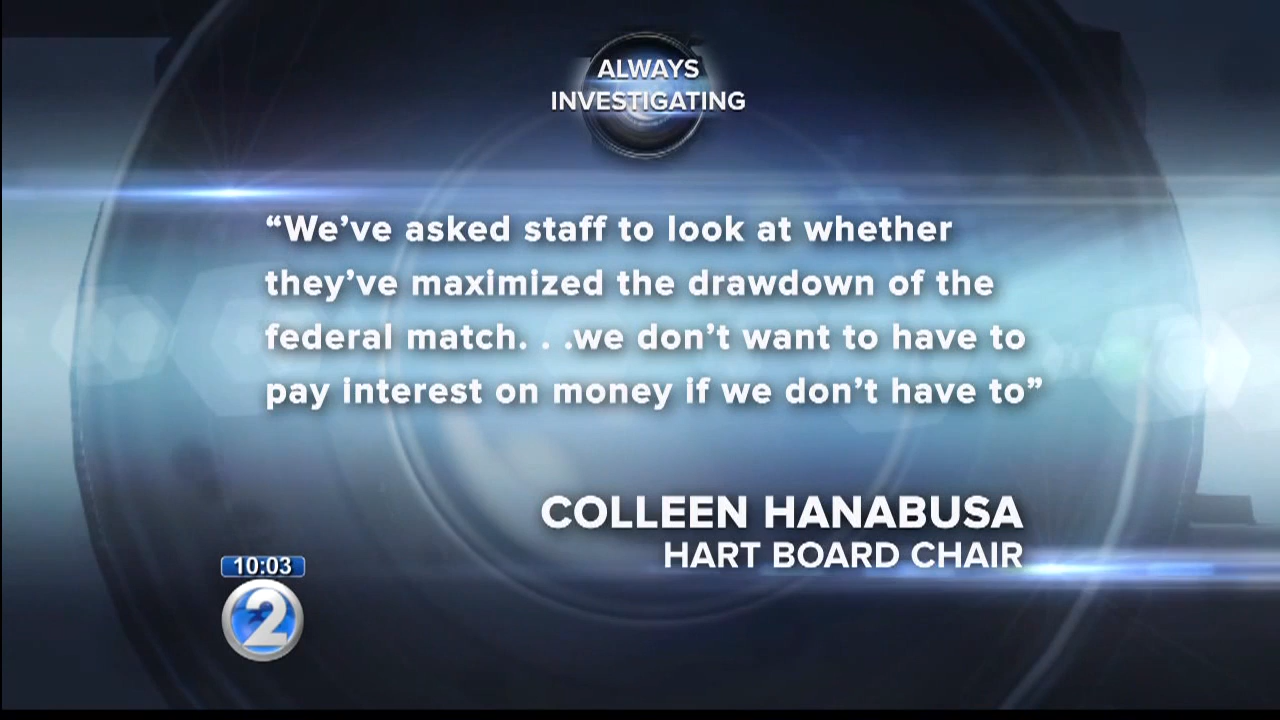 ALWAYS
INVESTIGATING
“We’ve asked staff to look at whether
they’ve maximized the drawdown of the
federal match. . .we don’t want to have to
pay interest on money if we don’t have to”
COLLEEN HANABUSA
HART BOARD CHAIR
10:03
2